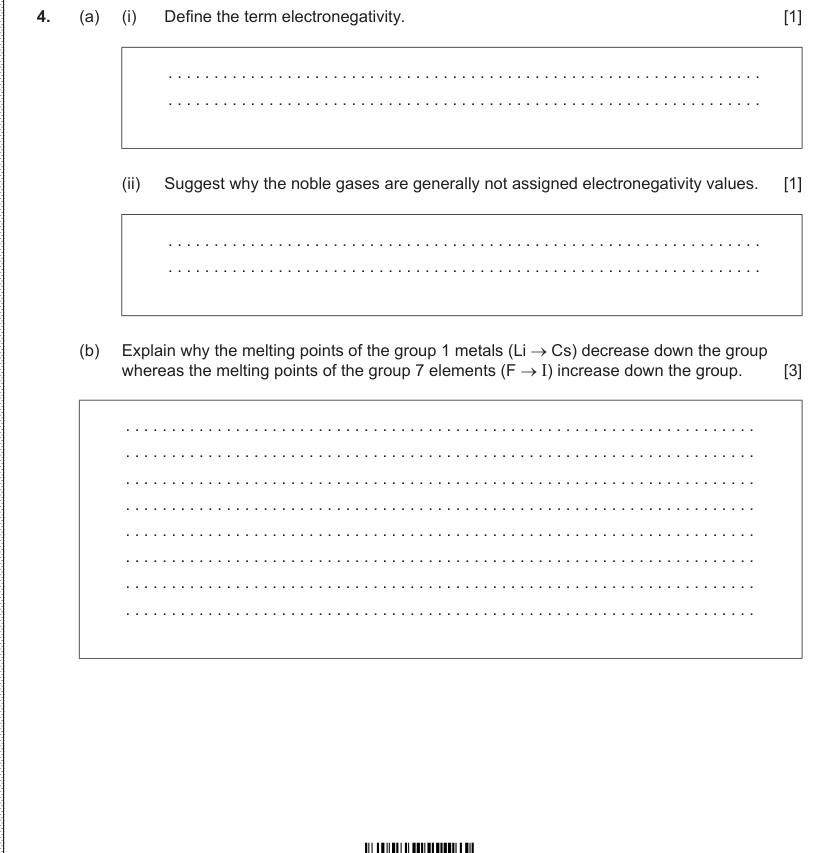 4. (a) (i) Define the term electronegativity. [1]
(ii) Suggest why the noble gases are generally not assigned electronegativity values. [1]
(b) Explain why the melting points of the group 1 metals (Li → Cs) decrease down the group
whereas the melting points of the group 7 elements (F → I) increase down the group. [3]